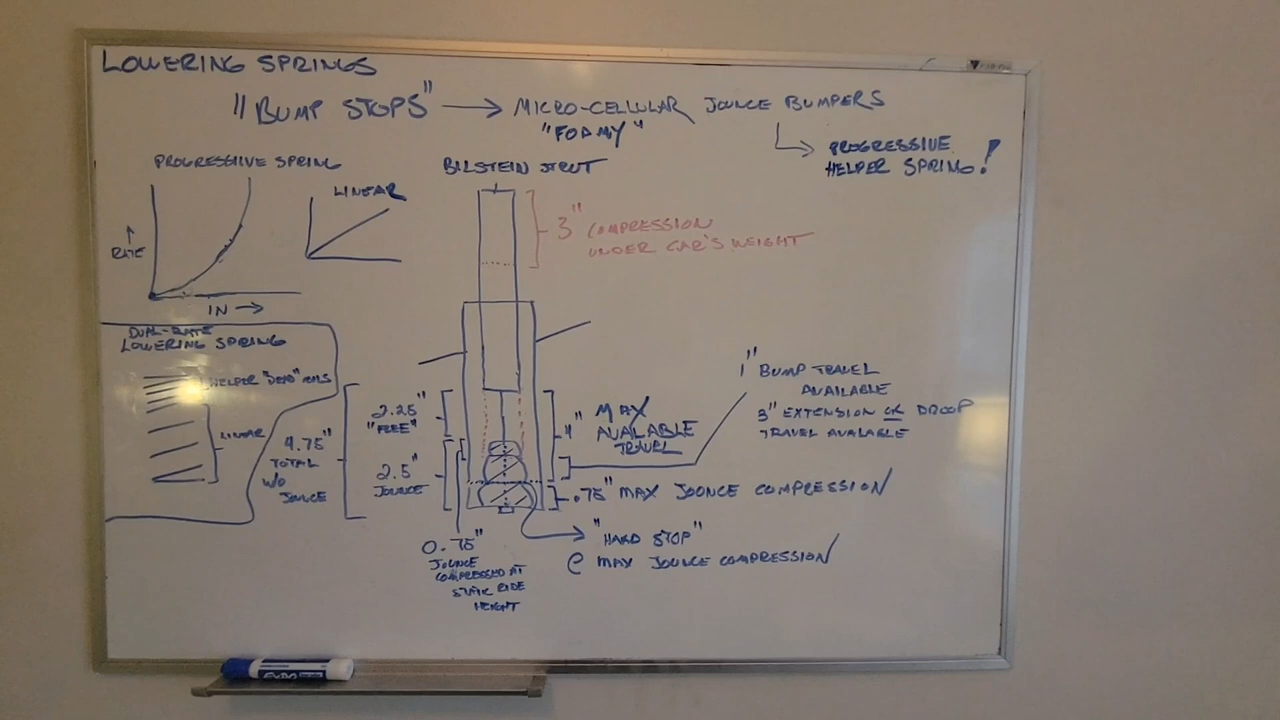 LOWERING SPRINGS
"BUMP STOPS" → MICRO-CELLULAR JOUNCE BUMPERS
"FOAMY"
PROGRESSIVE
HELPER SPRING!
PROGRESSIVE SPRING
LINEAR
BILSTEIN STRUT
3" COMPRESSION
UNDER CAR'S WEIGHT
↑
RATE
IN →
DUAL-RATE
LOWERING SPRING
HELPER "DEAD" COILS
LINEAR
4.75"
TOTAL
W/O
JOUNCE
2.25"
"FREE"
2.5"
JOUNCE
4" MAX
AVAILABLE
TRAVEL
1" BUMP TRAVEL
AVAILABLE
3" EXTENSION OR DROOP
TRAVEL AVAILABLE
.75" MAX JOUNCE COMPRESSION
"HARD STOP"
@ MAX JOUNCE COMPRESSION
0.75"
JOUNCE
COMPRESSED AT
STATIC RIDE
HEIGHT
EXPO